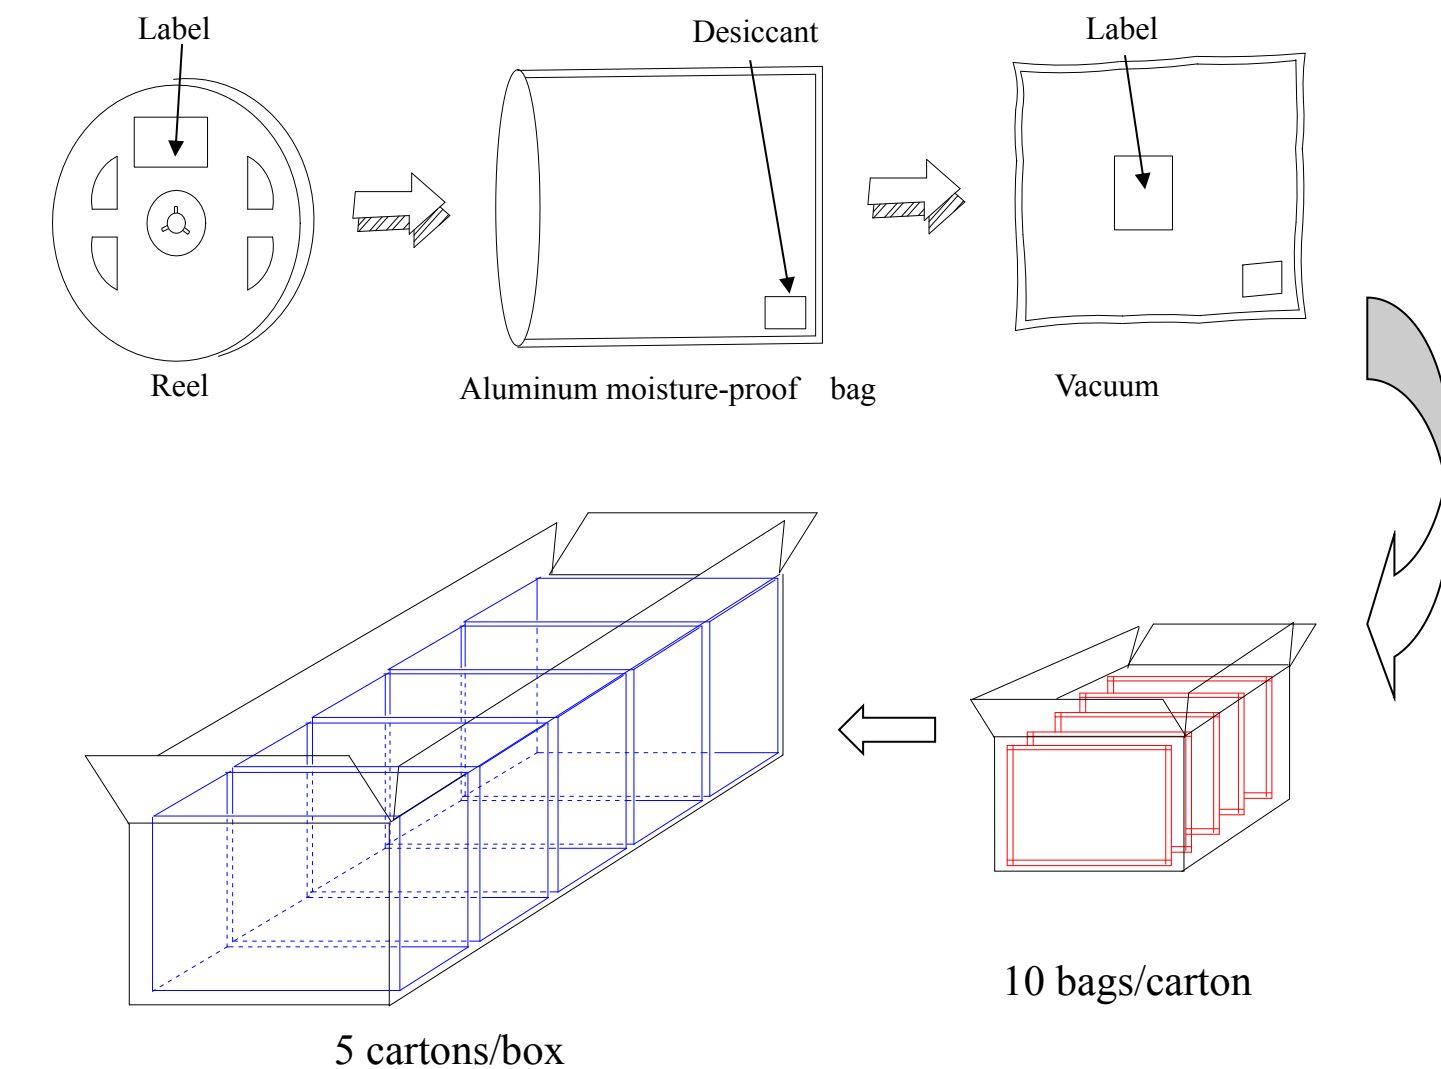 Label
Desiccant
Label
Reel
Aluminum moisture-proof bag
Vacuum
10 bags/carton
5 cartons/box